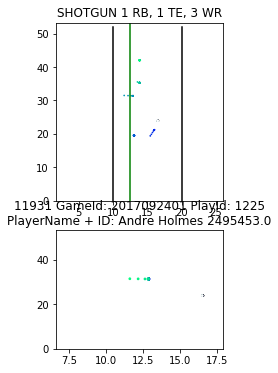 SHOTGUN 1 RB, 1 TE, 3 WR
50
40
30
20
10
0
5 10 15 20 25
11931 GameId: 2017092401 PlayId: 1225
PlayerName + ID: Andre Holmes 2495453.0
40
20
0
7.5 10.0 12.5 15.0 17.5